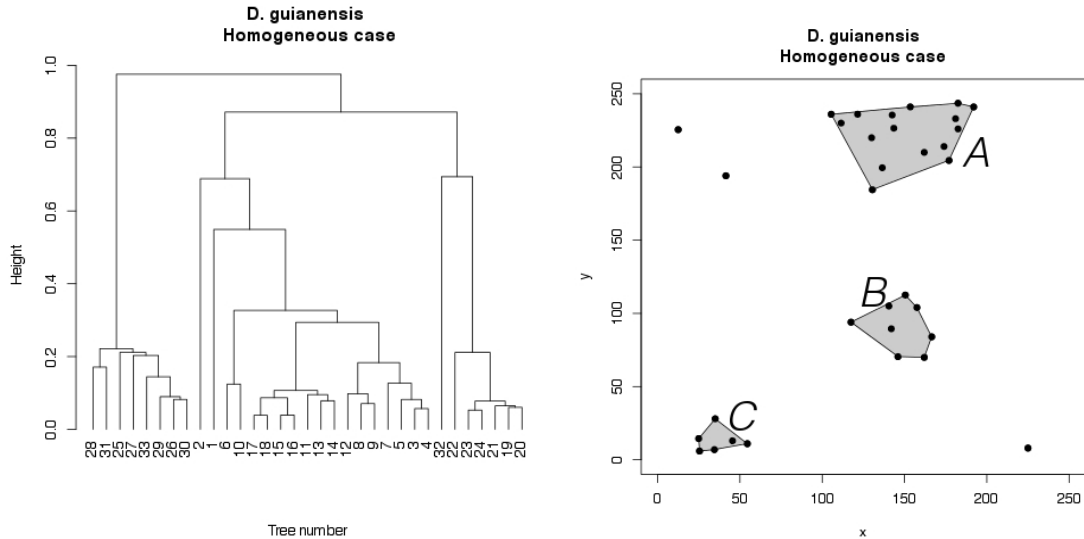 D. guianensis
Homogeneous case
Height
0.0
0.2
0.4
0.6
0.8
1.0
28 31 25 27 33 29 26 30 2 1 6 10 17 18 15 16 11 13 14 12 8 9 7 5 3 4 32 22 23 24 21 19 20
Tree number
D. guianensis
Homogeneous case
y
0 50 100 150 200 250
A
B
C
0 50 100 150 200 250
x